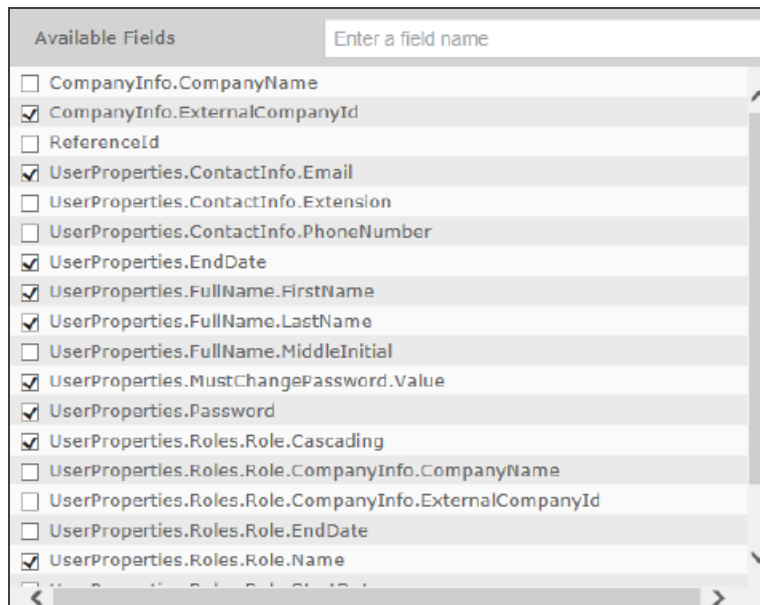 Available Fields
Enter a field name
CompanyInfo.CompanyName
CompanyInfo.ExternalCompanyId
ReferenceId
UserProperties.ContactInfo.Email
UserProperties.ContactInfo.Extension
UserProperties.ContactInfo.PhoneNumber
UserProperties.EndDate
UserProperties.FullName.FirstName
UserProperties.FullName.LastName
UserProperties.FullName.MiddleInitial
UserProperties.MustChangePassword.Value
UserProperties.Password
UserProperties.Roles.Role.Cascading
UserProperties.Roles.Role.CompanyInfo.CompanyName
UserProperties.Roles.Role.CompanyInfo.ExternalCompanyId
UserProperties.Roles.Role.EndDate
UserProperties.Roles.Role.Name